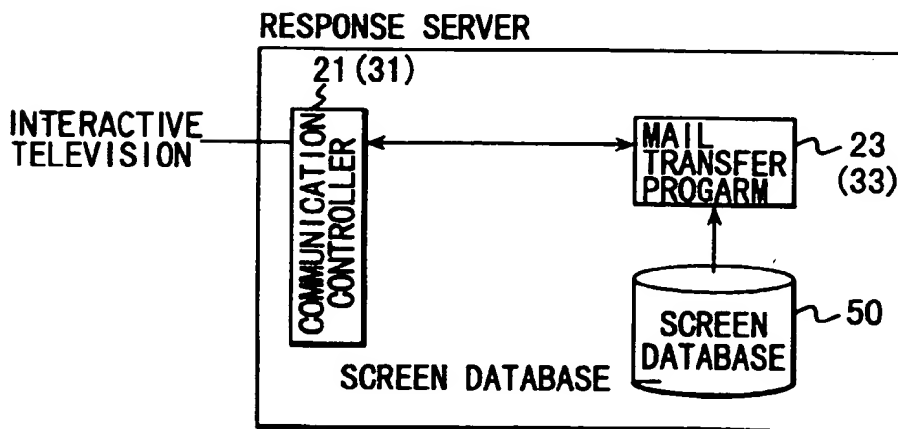 RESPONSE SERVER
21 (31)
INTERACTIVE
TELEVISION
COMMUNICATION
CONTROLLER
MAIL
TRANSFER
PROGARM
23
(33)
SCREEN
DATABASE
50
SCREEN DATABASE